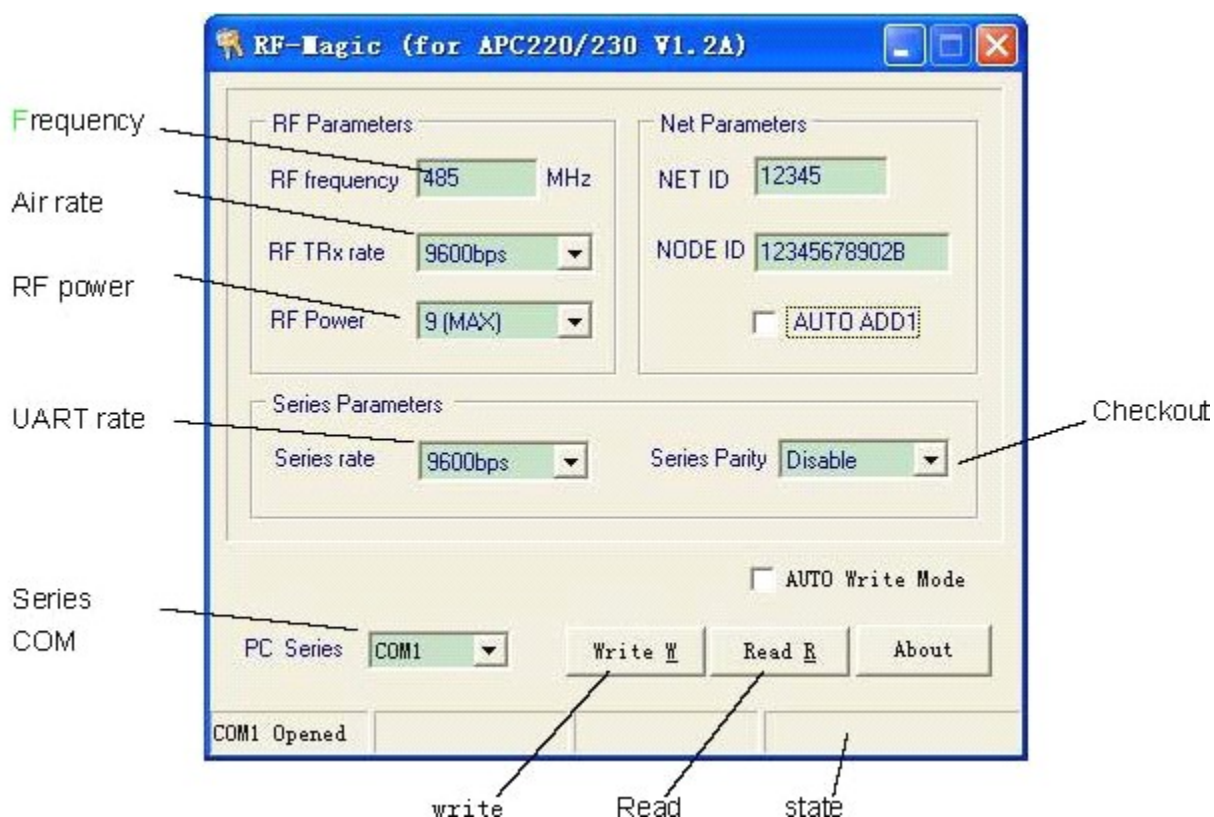 RF-Magic (for APC220/230 V1.2A)
Frequency
RF Parameters
Net Parameters
RF frequency 485 MHz
NET ID 12345
Air rate
RF TRx rate 9600bps
NODE ID 12345678902B
RF power
RF Power 9 (MAX)
AUTO ADD1
Series Parameters
UART rate
Checkout
Series rate 9600bps
Series Parity Disable
AUTO Write Mode
Series
COM
PC Series COM1
Write W
Read R
About
COM1 Opened
write
Read
state